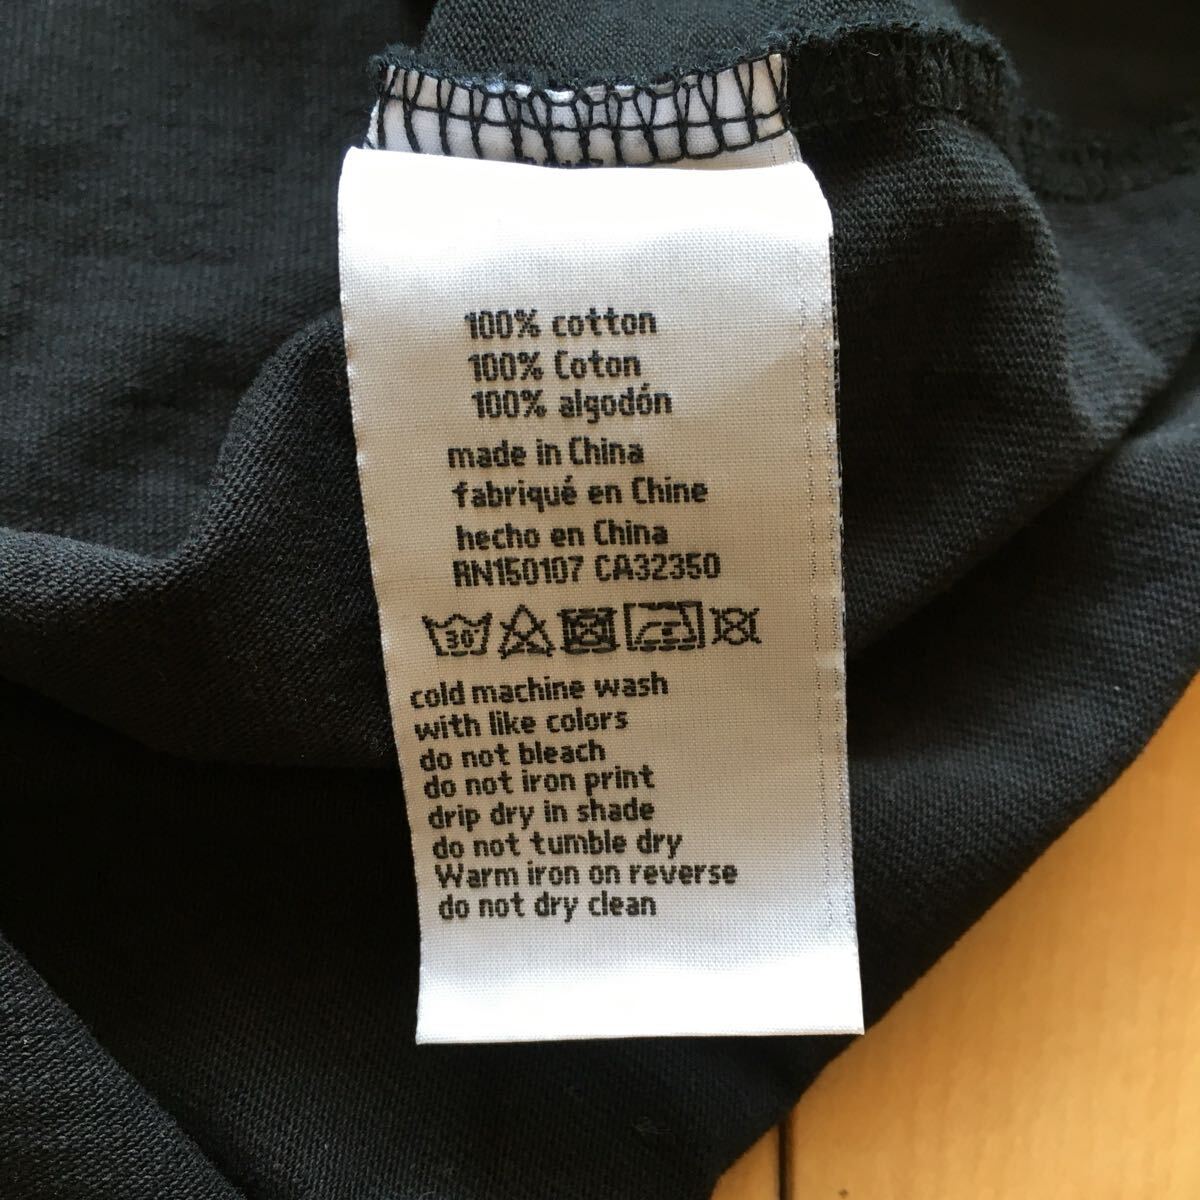 100% cotton
100% Coton
100% algodón
made in China
fabriqué en Chine
hecho en China
RN150107 CA32350
30°
cold machine wash
with like colors
do not bleach
do not iron print
drip dry in shade
do not tumble dry
Warm iron on reverse
do not dry clean